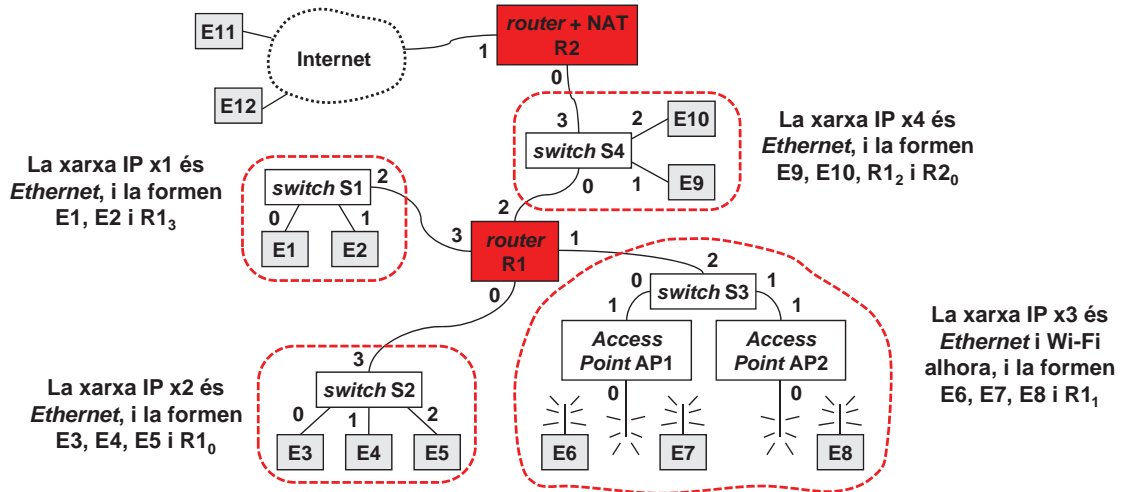 E11
Internet
E12
1
router + NAT
R2
0
3
switch S4
2
E10
1
E9
0
La xarxa IP x4 és
Ethernet, i la formen
E9, E10, R1₂ i R2₀
La xarxa IP x1 és
Ethernet, i la formen
E1, E2 i R1₃
switch S1
2
0
1
E1
E2
2
3
router
R1
1
0
2
0
switch S3
1
1
Access
Point AP1
0
1
Access
Point AP2
0
E6
E7
E8
La xarxa IP x3 és
Ethernet i Wi-Fi
alhora, i la formen
E6, E7, E8 i R1₁
La xarxa IP x2 és
Ethernet, i la formen
E3, E4, E5 i R1₀
3
switch S2
0
1
2
E3
E4
E5